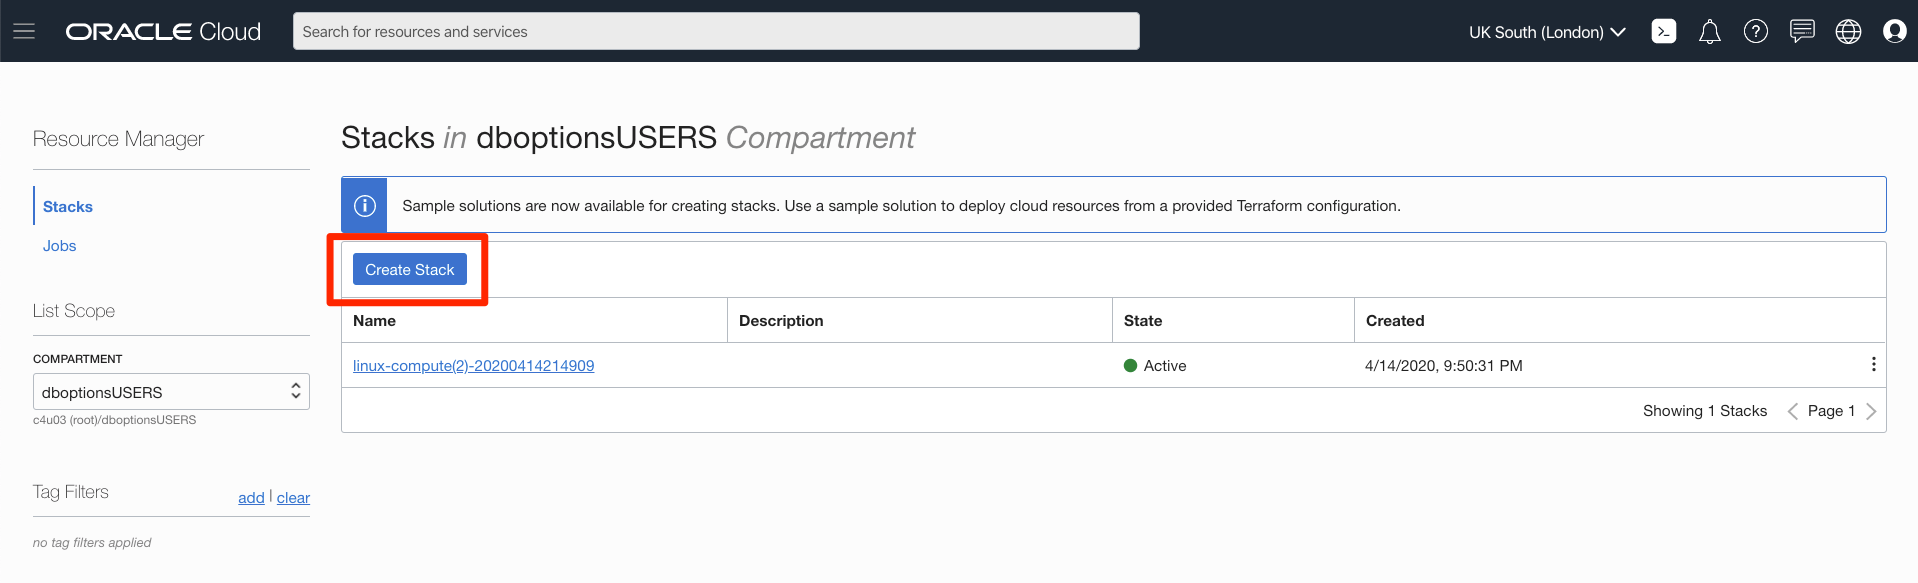 ORACLE Cloud
Search for resources and services
UK South (London)
Resource Manager
Stacks
Jobs
List Scope
COMPARTMENT
dboptionsUSERS
c4u03 (root)/dboptionsUSERS
Tag Filters
add | clear
no tag filters applied
Stacks in dboptionsUSERS Compartment
Sample solutions are now available for creating stacks. Use a sample solution to deploy cloud resources from a provided Terraform configuration.
Create Stack
Name Description State Created
linux-compute(2)-20200414214909 Active 4/14/2020, 9:50:31 PM
Showing 1 Stacks < Page 1 >